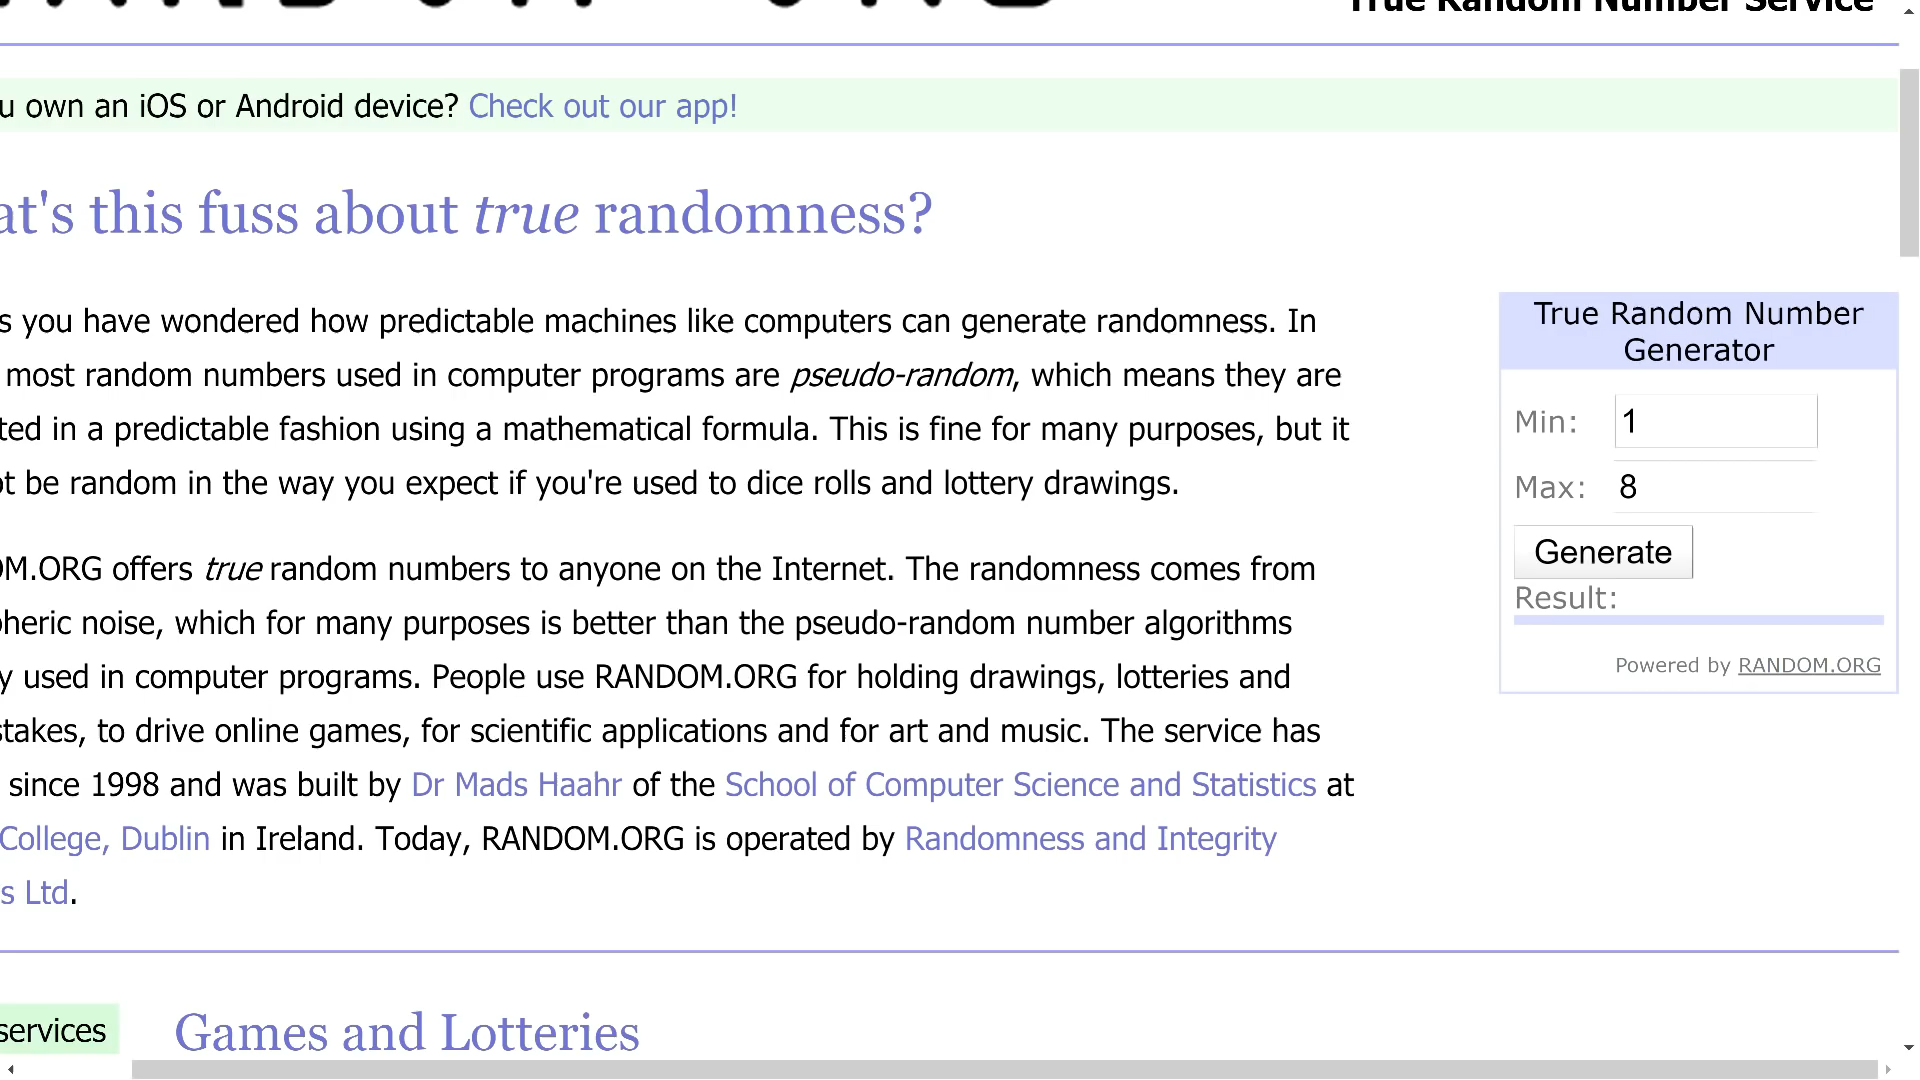 True Random Number Service
u own an iOS or Android device? Check out our app!
at's this fuss about true randomness?
s you have wondered how predictable machines like computers can generate randomness. In
most random numbers used in computer programs are pseudo-random, which means they are
ted in a predictable fashion using a mathematical formula. This is fine for many purposes, but it
ot be random in the way you expect if you're used to dice rolls and lottery drawings.
OM.ORG offers true random numbers to anyone on the Internet. The randomness comes from
pheric noise, which for many purposes is better than the pseudo-random number algorithms
y used in computer programs. People use RANDOM.ORG for holding drawings, lotteries and
stakes, to drive online games, for scientific applications and for art and music. The service has
since 1998 and was built by Dr Mads Haahr of the School of Computer Science and Statistics at
College, Dublin in Ireland. Today, RANDOM.ORG is operated by Randomness and Integrity
s Ltd.
True Random Number
Generator
Min: 1
Max: 8
Generate
Result:
Powered by RANDOM.ORG
services
Games and Lotteries